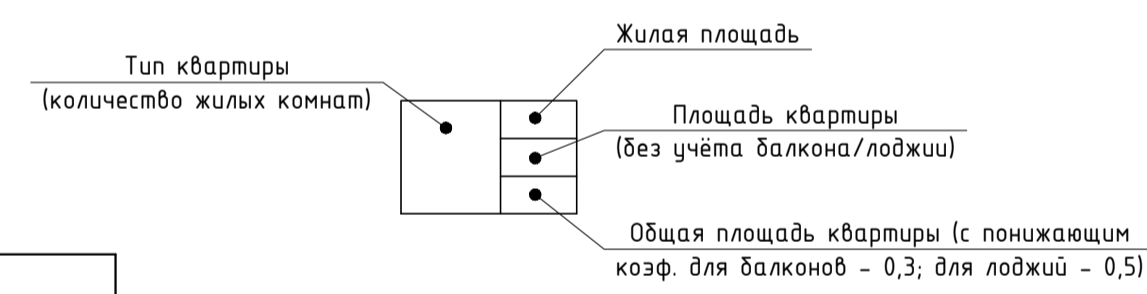 Жилая площадь
Тип квартиры
(количество жилых комнат)
Площадь квартиры
(без учёта балкона/лоджии)
Общая площадь квартиры (с понижающим
коэф. для балконов - 0,3; для лоджий - 0,5)